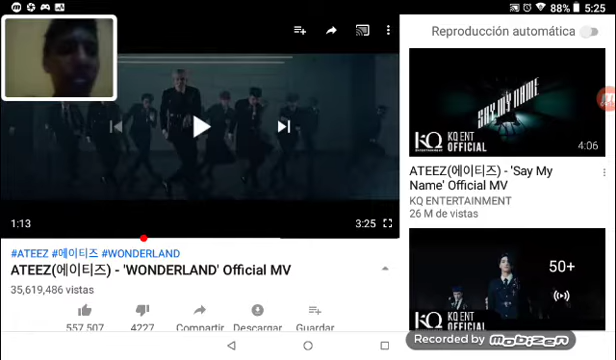 88% 5:25
Reproducción automática
1:13
3:25
#ATEEZ #에이티즈 #WONDERLAND
ATEEZ(에이티즈) - 'WONDERLAND' Official MV
35,619,486 vistas
557,507
4227
Compartir
Descargar
Guardar
SAY MY NAME
KQ ENT
OFFICIAL
4:06
ATEEZ(에이티즈) - 'Say My
Name' Official MV
KQ ENTERTAINMENT
26 M de vistas
50+
KQ ENT
OFFICIAL
Recorded by mobizen